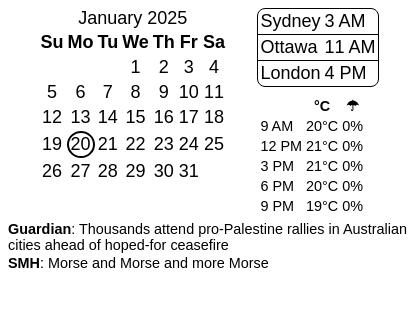 January 2025
Su Mo Tu We Th Fr Sa
1 2 3 4
5 6 7 8 9 10 11
12 13 14 15 16 17 18
19 20 21 22 23 24 25
26 27 28 29 30 31
Sydney 3 AM
Ottawa 11 AM
London 4 PM
°C ☂
9 AM 20°C 0%
12 PM 21°C 0%
3 PM 21°C 0%
6 PM 20°C 0%
9 PM 19°C 0%
Guardian: Thousands attend pro-Palestine rallies in Australian
cities ahead of hoped-for ceasefire
SMH: Morse and Morse and more Morse